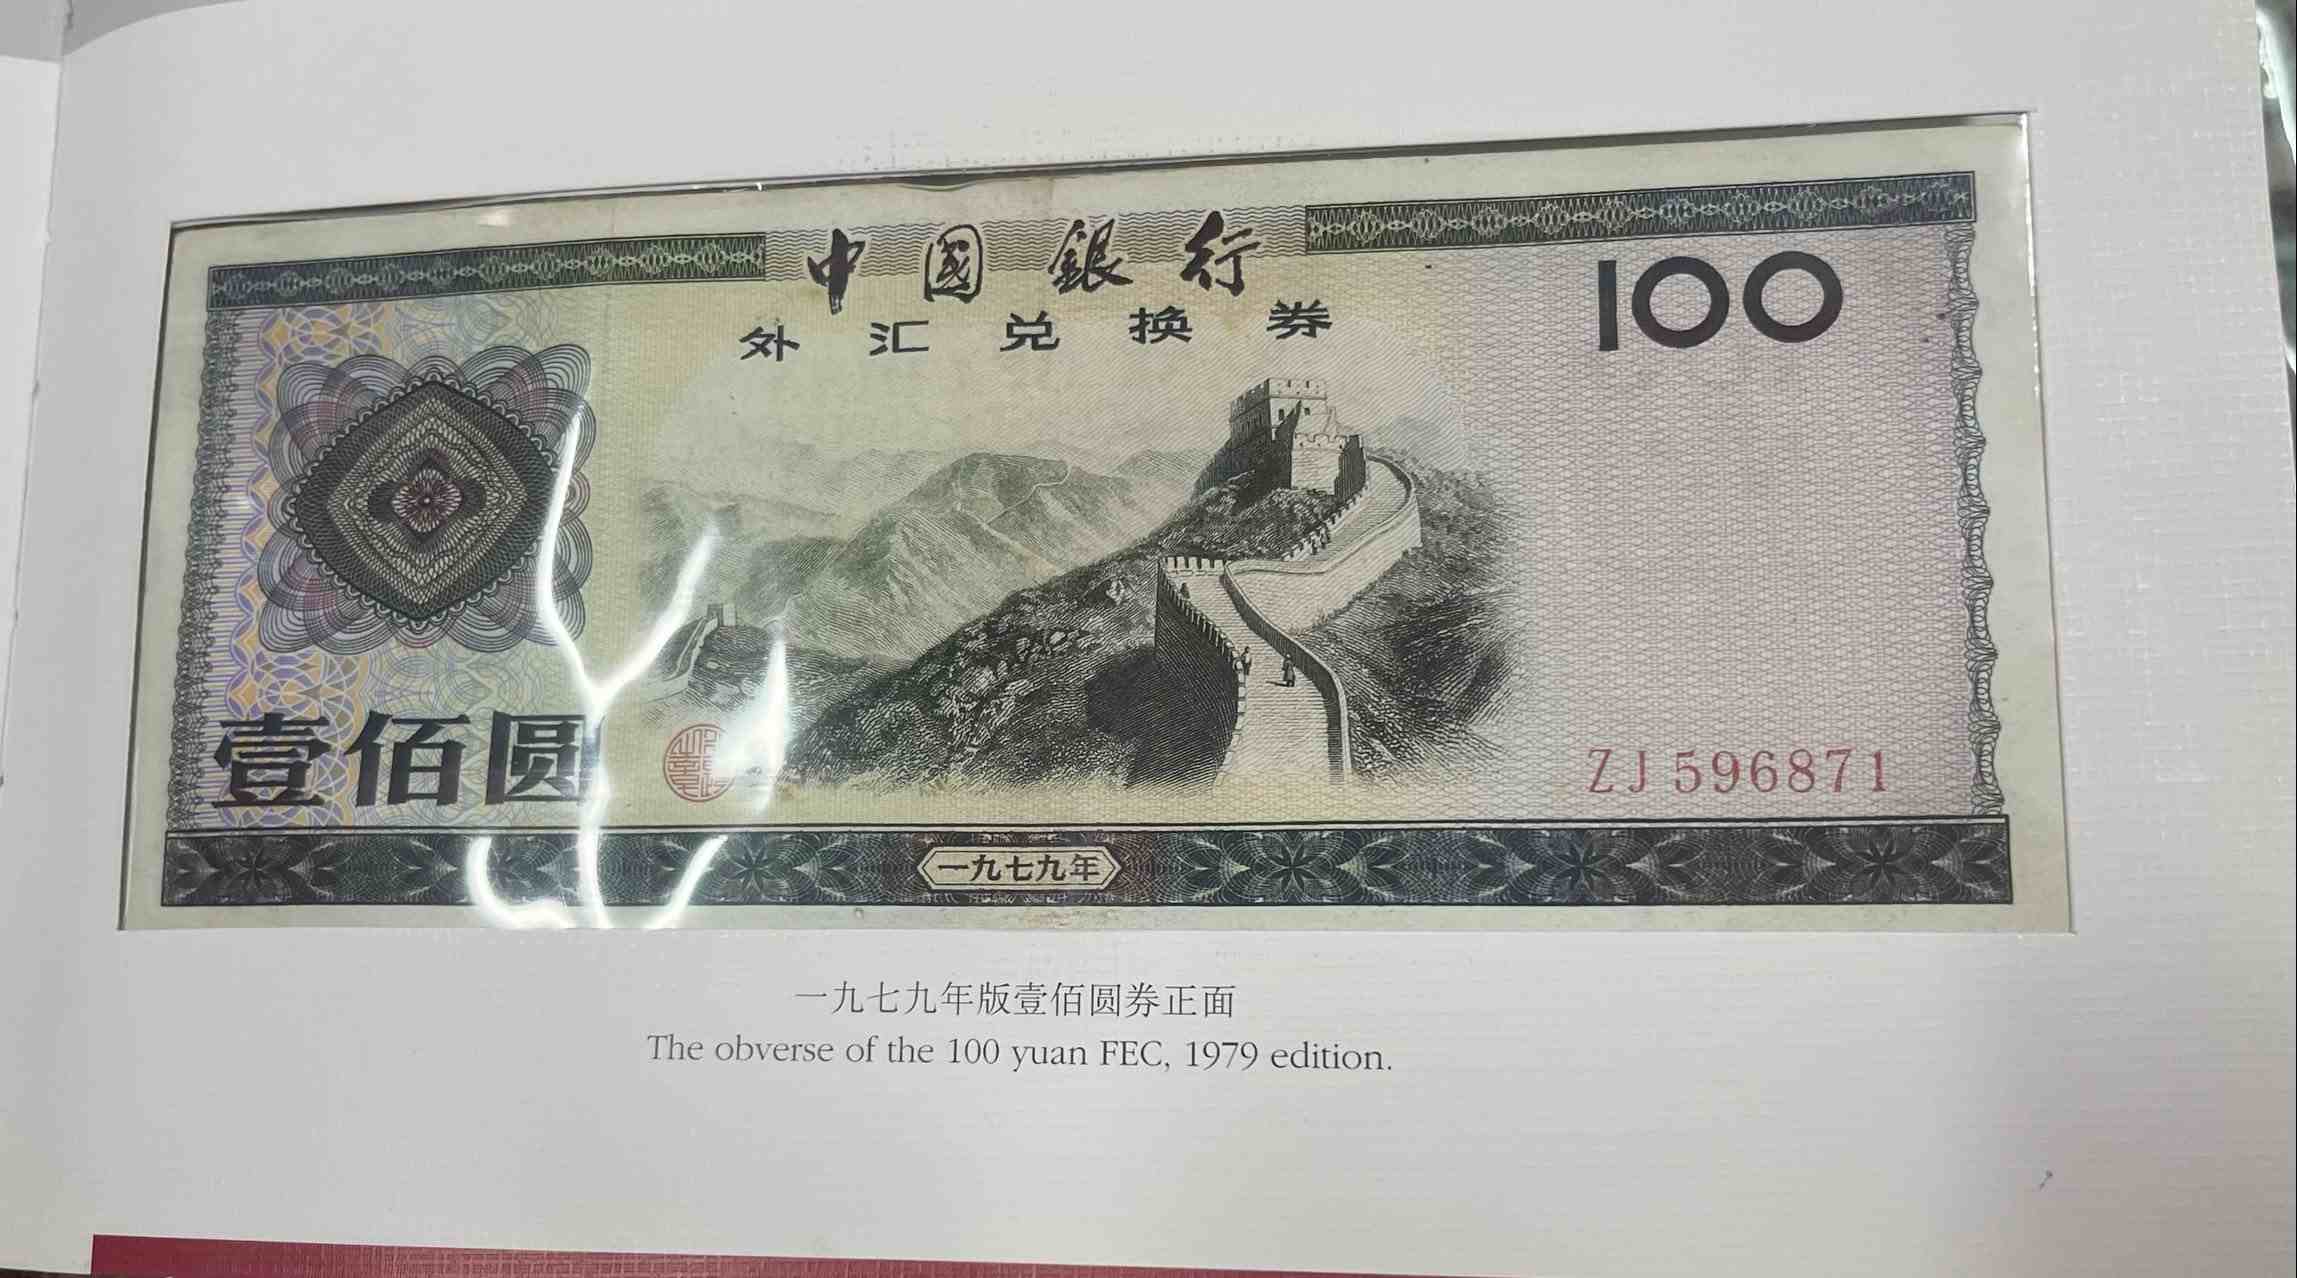 中國銀行
外汇兑换券
100
壹佰圆
ZJ 596871
一九七九年
一九七九年版壹佰圆券正面
The obverse of the 100 yuan FEC, 1979 edition.